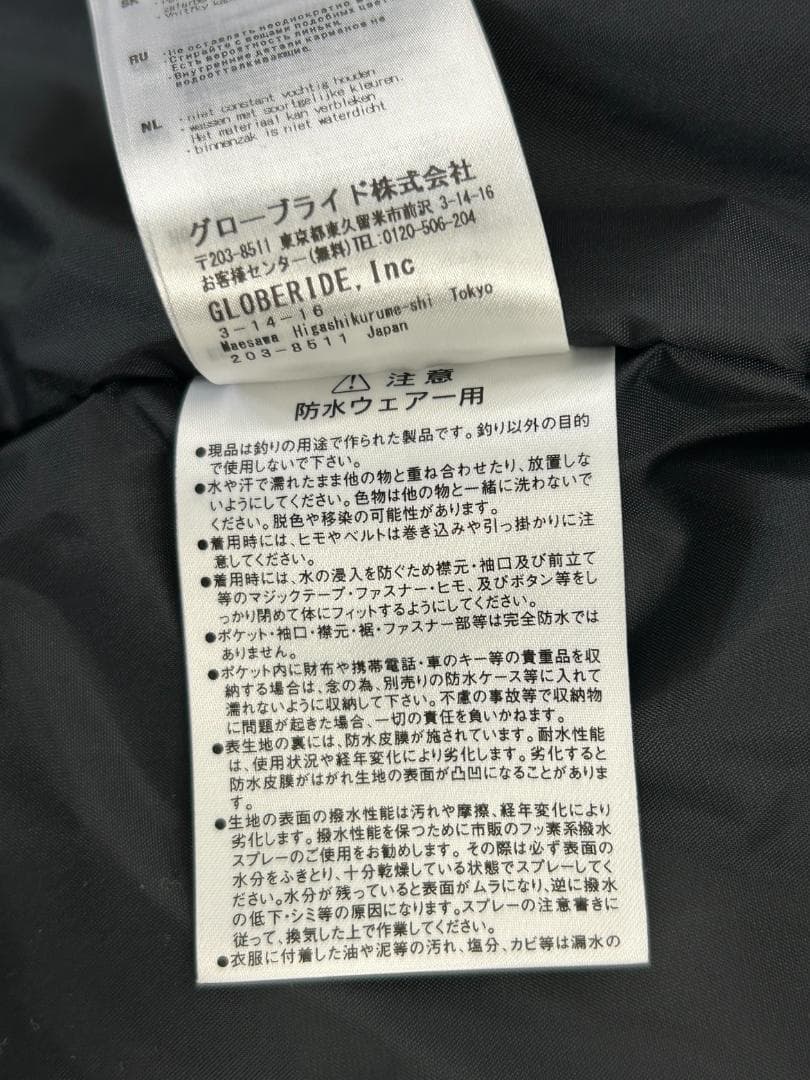 SK
RU
·Не оставлять неоднократно
·Стирайте с вещами подобных
Есть вероятность линьки.
·Внутренние детали карманов не
водоотталкивающие.
NL
·niet constant vochtig houden
·wassen met soortgelijke kleuren.
Het materiaal kan verbleken
·binnenzak is niet waterdicht
グローブライド株式会社
〒203-8511 東京都東久留米市前沢 3-14-16
お客様センター(無料)TEL:0120-506-204
GLOBERIDE,Inc
3-14-16
Maesawa Higashikurume-shi Tokyo
203-8511 Japan
⚠ 注意
防水ウェアー用
●現品は釣りの用途で作られた製品です。釣り以外の目的
で使用しないで下さい。
●水や汗で濡れたまま他の物と重ね合わせたり、放置しな
いようにしてください。色物は他の物と一緒に洗わないで
ください。脱色や移染の可能性があります。
●着用時には、ヒモやベルトは巻き込みや引っ掛かりに注
意してください。
●着用時には、水の浸入を防ぐため襟元・袖口及び前立て
等のマジックテープ・ファスナー・ヒモ、及びボタン等をし
っかり閉めて体にフィットするようにしてください。
●ポケット・袖口・襟元・裾・ファスナー部等は完全防水では
ありません。
●ポケット内に財布や携帯電話・車のキー等の貴重品を収
納する場合は、念の為、別売りの防水ケース等に入れて
濡れないように収納して下さい。不慮の事故等で収納物
に問題が起きた場合、一切の責任を負いかねます。
●表生地の裏には、防水皮膜が施されています。耐水性能
は、使用状況や経年変化により劣化します。劣化すると
防水皮膜がはがれ生地の表面が凸凹になることがありま
す。
●生地の表面の撥水性能は汚れや摩擦、経年変化により
劣化します。撥水性能を保つために市販のフッ素系撥水
スプレーのご使用をお勧めします。その際は必ず表面の
水分をふきとり、十分乾燥している状態でスプレーしてく
ださい。水分が残っていると表面がムラになり、逆に撥水
の低下・シミ等の原因になります。スプレーの注意書きに
従って、換気した上で作業してください。
●衣服に付着した油や泥等の汚れ、塩分、カビ等は漏水の